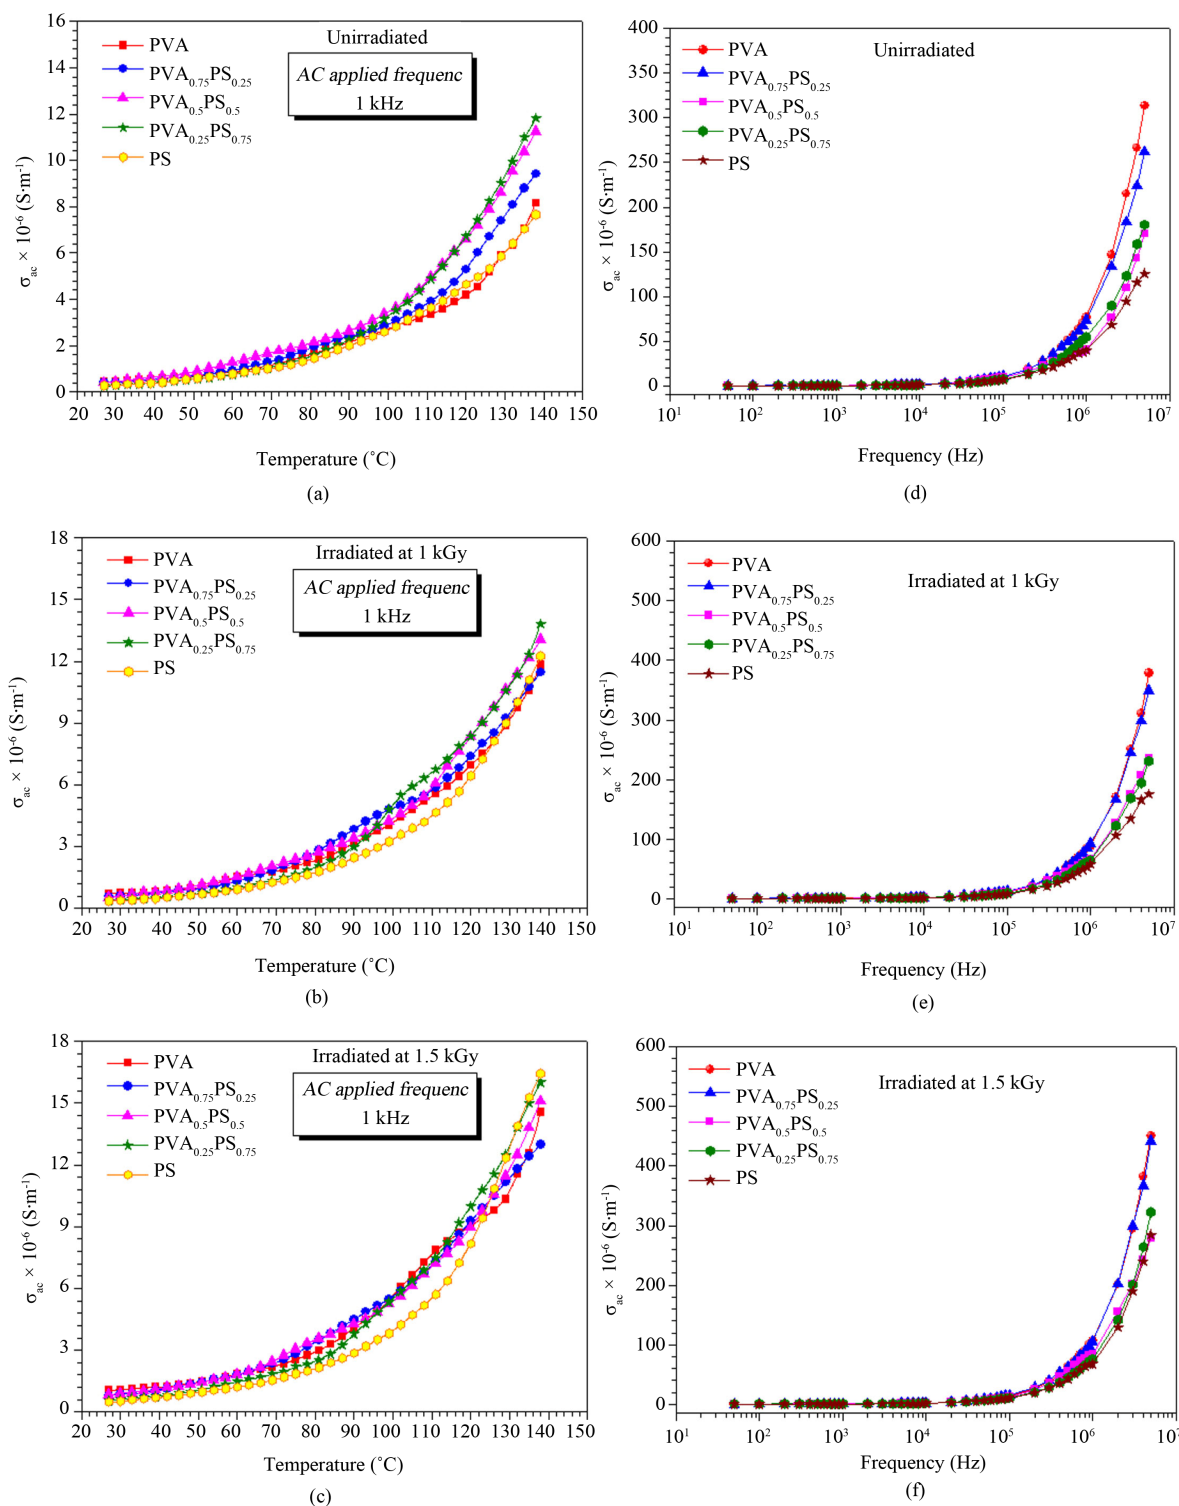 Unirradiated
AC applied frequenc
1 kHz
PVA
PVA0.75PS0.25
PVA0.5PS0.5
PVA0.25PS0.75
PS
16
14
12
10
8
6
4
2
0
σac × 10-6 (S·m-1)
20 30 40 50 60 70 80 90 100 110 120 130 140 150
Temperature (˚C)
(a)
Unirradiated
PVA
PVA0.75PS0.25
PVA0.5PS0.5
PVA0.25PS0.75
PS
400
350
300
250
200
150
100
50
0
σac × 10-6 (S·m-1)
101 102 103 104 105 106 107
Frequency (Hz)
(d)
Irradiated at 1 kGy
AC applied frequenc
1 kHz
PVA
PVA0.75PS0.25
PVA0.5PS0.5
PVA0.25PS0.75
PS
18
15
12
9
6
3
0
σac × 10-6 (S·m-1)
20 30 40 50 60 70 80 90 100 110 120 130 140 150
Temperature (˚C)
(b)
Irradiated at 1 kGy
PVA
PVA0.75PS0.25
PVA0.5PS0.5
PVA0.25PS0.75
PS
600
500
400
300
200
100
0
σac × 10-6 (S·m-1)
101 102 103 104 105 106 107
Frequency (Hz)
(e)
Irradiated at 1.5 kGy
AC applied frequenc
1 kHz
PVA
PVA0.75PS0.25
PVA0.5PS0.5
PVA0.25PS0.75
PS
18
15
12
9
6
3
0
σac × 10-6 (S·m-1)
20 30 40 50 60 70 80 90 100 110 120 130 140 150
Temperature (˚C)
(c)
Irradiated at 1.5 kGy
PVA
PVA0.75PS0.25
PVA0.5PS0.5
PVA0.25PS0.75
PS
600
500
400
300
200
100
0
σac × 10-6 (S·m-1)
101 102 103 104 105 106 107
Frequency (Hz)
(f)